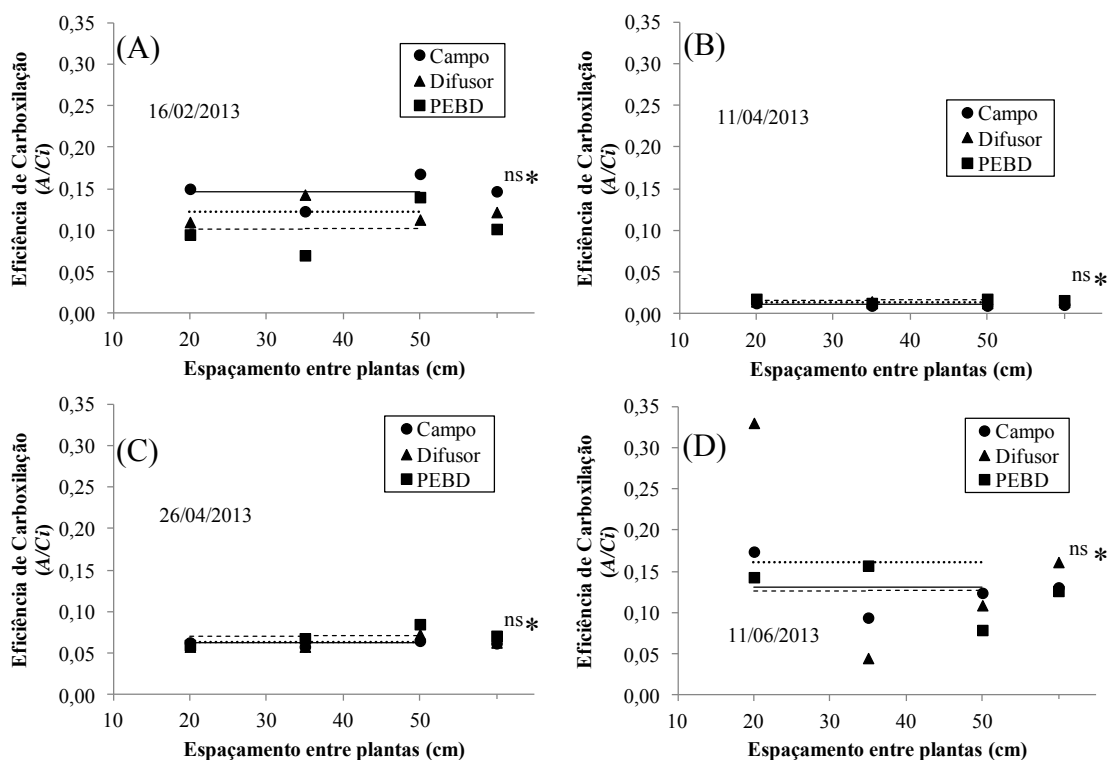 (A)
Eficiência de Carboxilação
(A/Ci)
0,35
0,30
0,25
0,20
0,15
0,10
0,05
0,00
16/02/2013
Campo
Difusor
PEBD
ns*
10 20 30 40 50
Espaçamento entre plantas (cm)
(B)
Eficiência de Carboxilação
(A/Ci)
0,35
0,30
0,25
0,20
0,15
0,10
0,05
0,00
11/04/2013
Campo
Difusor
PEBD
ns*
10 20 30 40 50
Espaçamento entre plantas (cm)
(C)
Eficiência de Carboxilação
(A/Ci)
0,35
0,30
0,25
0,20
0,15
0,10
0,05
0,00
26/04/2013
Campo
Difusor
PEBD
ns*
10 20 30 40 50
Espaçamento entre plantas (cm)
(D)
Eficiência de Carboxilação
(A/Ci)
0,35
0,30
0,25
0,20
0,15
0,10
0,05
0,00
Campo
Difusor
PEBD
ns *
11/06/2013
10 20 30 40 50
Espaçamento entre plantas (cm)